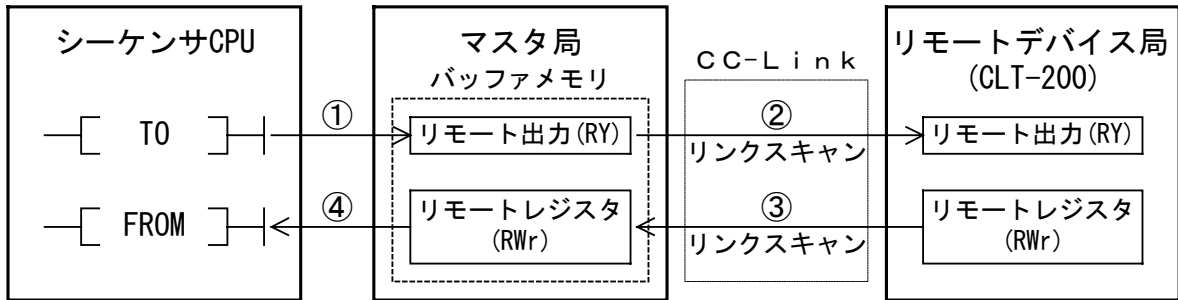 シーケンサCPU
TO
FROM
①
④
マスタ局
バッファメモリ
リモート出力(RY)
リモートレジスタ
(RWr)
CC-Link
②
リンクスキャン
③
リンクスキャン
リモートデバイス局
(CLT-200)
リモート出力(RY)
リモートレジスタ
(RWr)